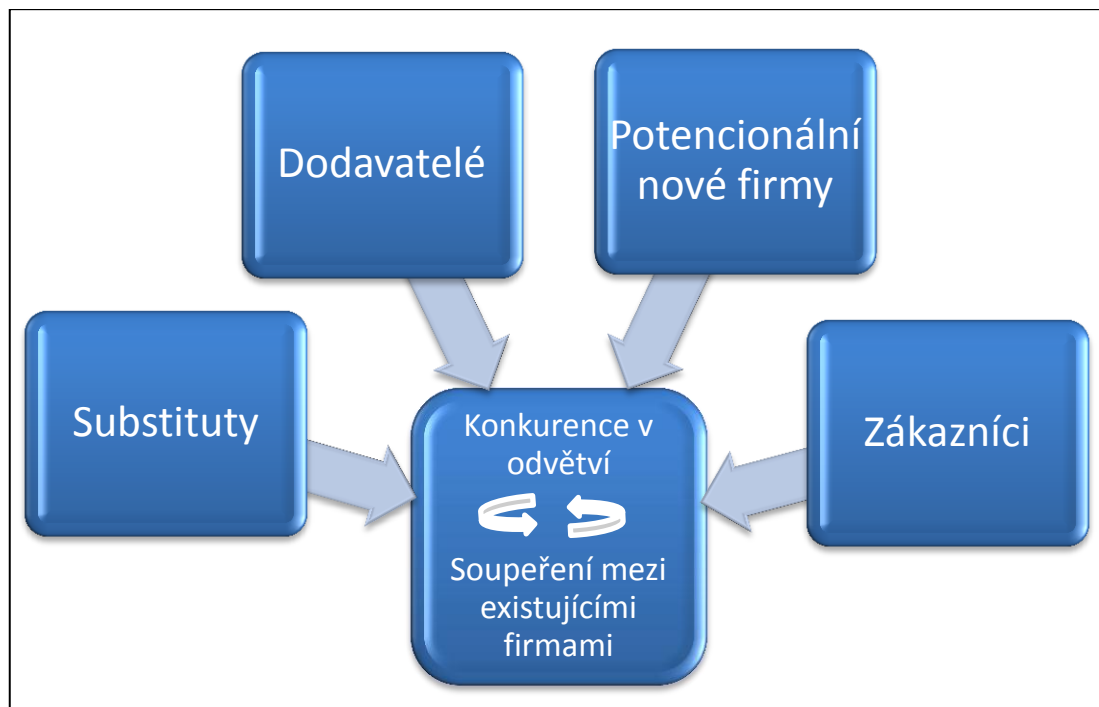 Dodavatelé
Potencionální
nové firmy
Substituty
Zákazníci
Konkurence v
odvětví
Soupeření mezi
existujícími
firmami